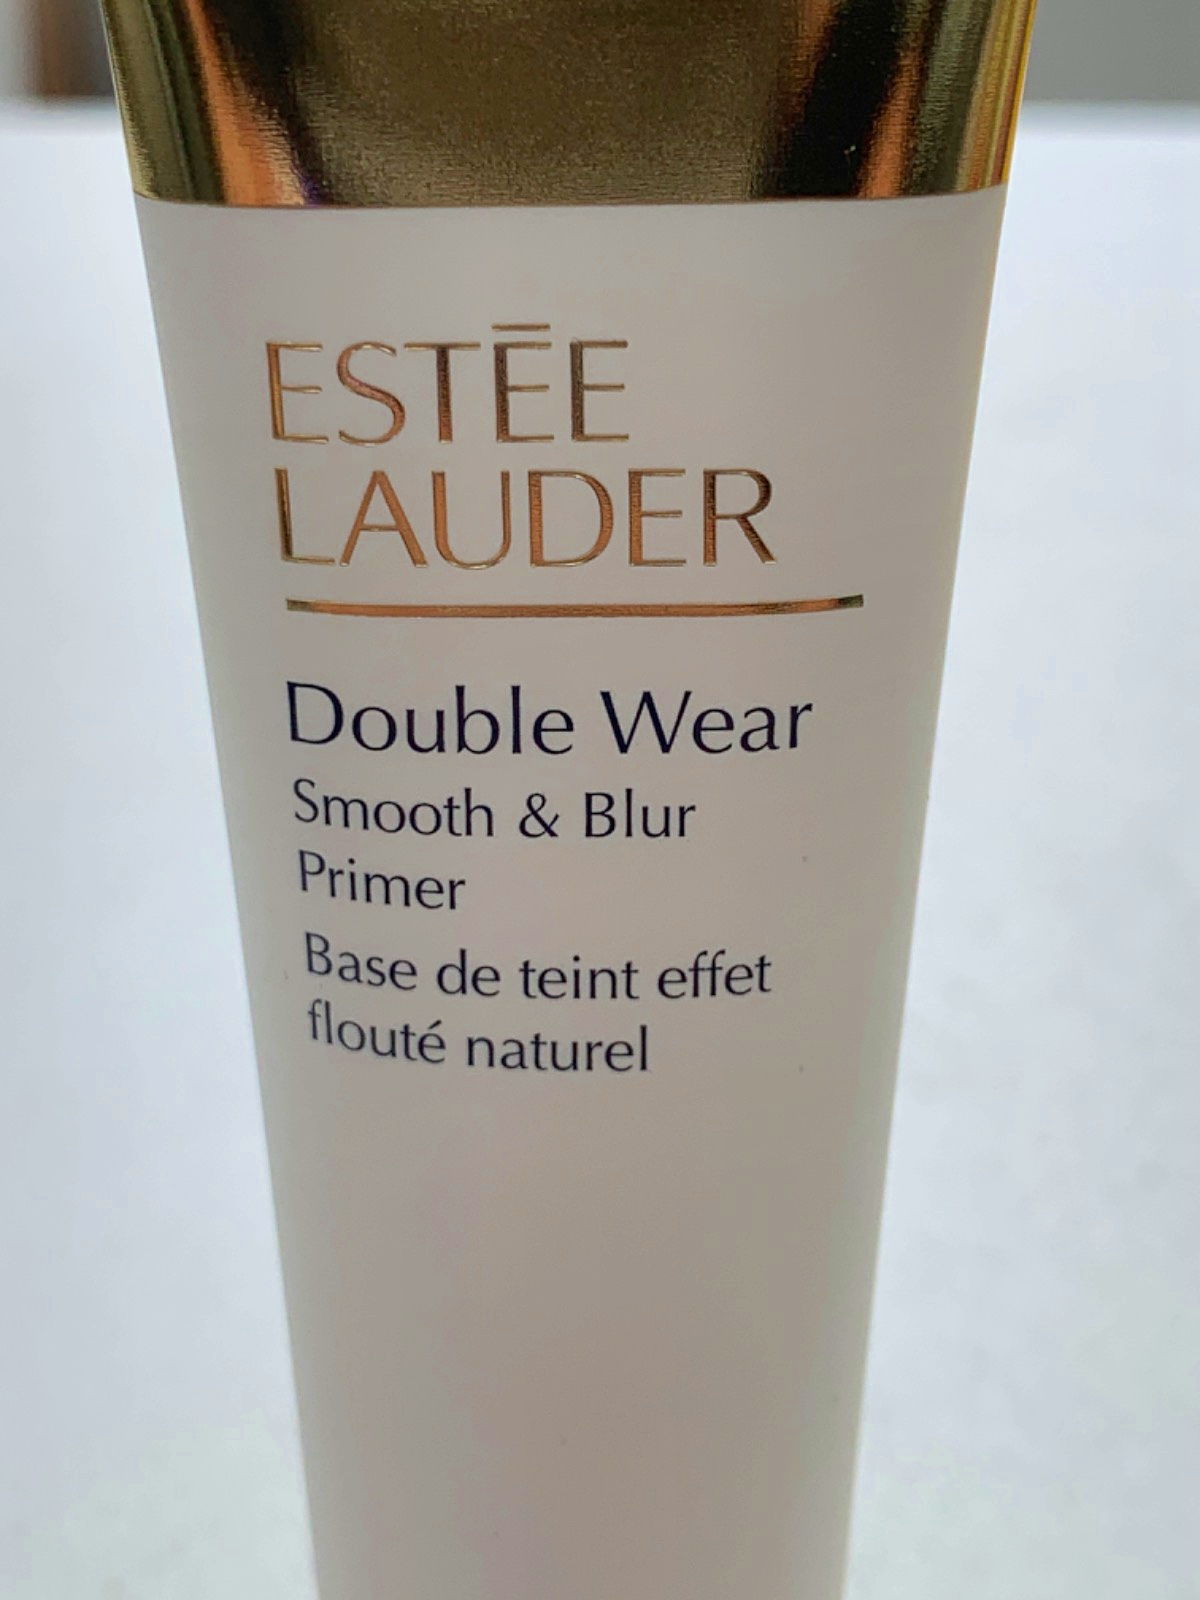 ESTĒE
LAUDER
Double Wear
Smooth & Blur
Primer
Base de teint effet
flouté naturel